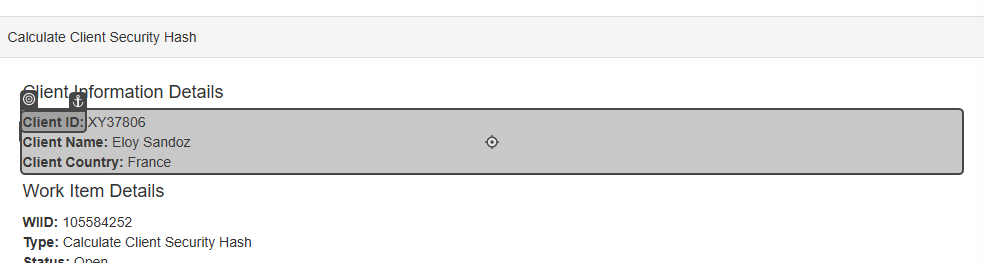 Calculate Client Security Hash
Client Information Details
Client ID: XY37806
Client Name: Eloy Sandoz
Client Country: France
Work Item Details
WIID: 105584252
Type: Calculate Client Security Hash
Status: Open